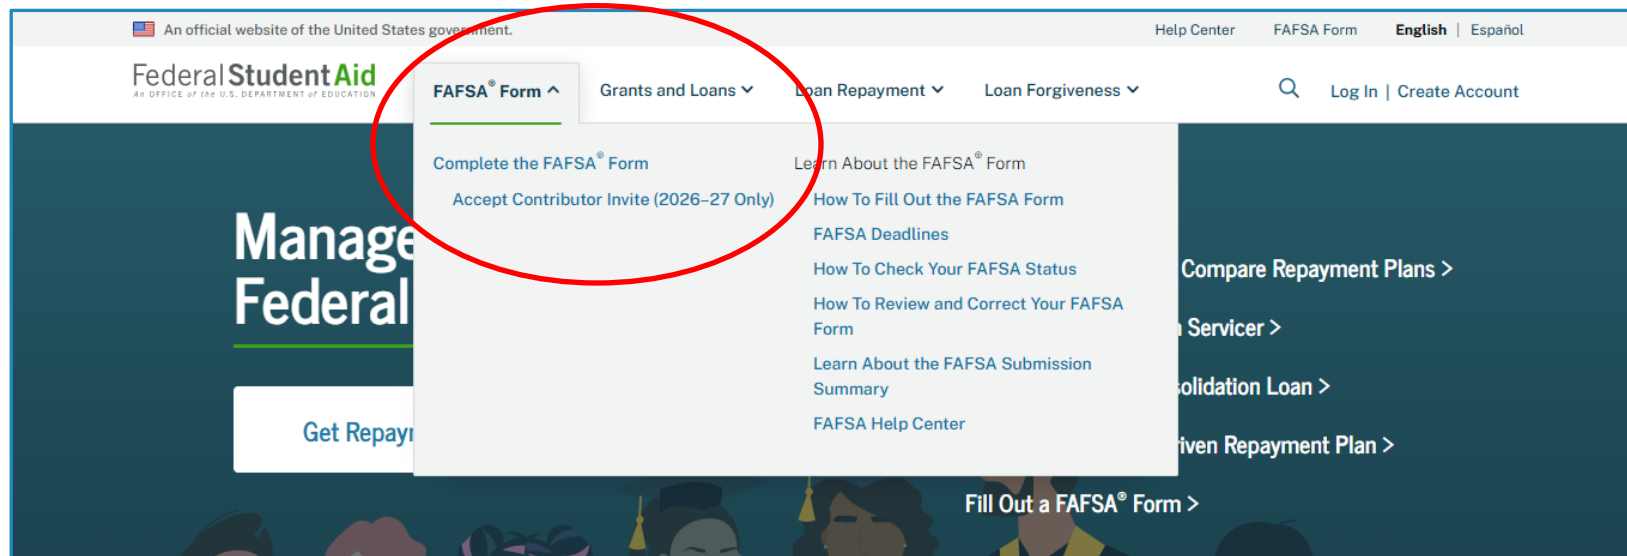 An official website of the United States government.
Help Center FAFSA Form English | Español
Federal Student Aid
An OFFICE of the U.S. DEPARTMENT of EDUCATION
FAFSA® Form Grants and Loans Loan Repayment Loan Forgiveness Log In | Create Account
Complete the FAFSA® Form
Accept Contributor Invite (2026–27 Only)
Learn About the FAFSA® Form
How To Fill Out the FAFSA Form
FAFSA Deadlines
How To Check Your FAFSA Status
How To Review and Correct Your FAFSA
Form
Learn About the FAFSA Submission
Summary
FAFSA Help Center
Manage
Federal
Get Repay
Compare Repayment Plans >
Servicer >
olidation Loan >
iven Repayment Plan >
Fill Out a FAFSA® Form >